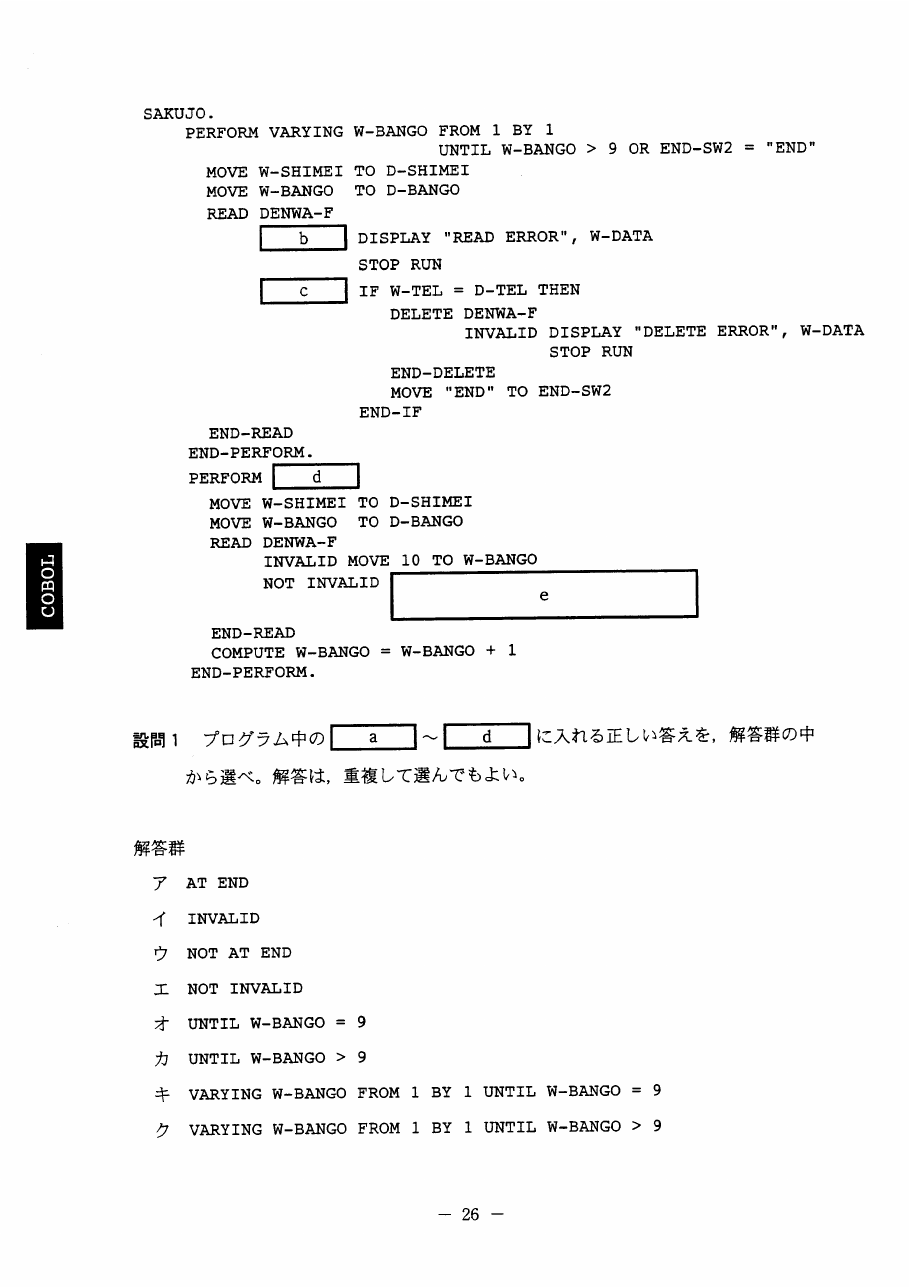 SAKUJO.
PERFORM VARYING W-BANGO FROM 1 BY 1
UNTIL W-BANGO > 9 OR END-SW2 = "END"
MOVE W-SHIMEI TO D-SHIMEI
MOVE W-BANGO TO D-BANGO
READ DENWA-F
b DISPLAY "READ ERROR", W-DATA
STOP RUN
c IF W-TEL = D-TEL THEN
DELETE DENWA-F
INVALID DISPLAY "DELETE ERROR", W-DATA
STOP RUN
END-DELETE
MOVE "END" TO END-SW2
END-IF
END-READ
END-PERFORM.
PERFORM d
MOVE W-SHIMEI TO D-SHIMEI
MOVE W-BANGO TO D-BANGO
READ DENWA-F
INVALID MOVE 10 TO W-BANGO
NOT INVALID e
END-READ
COMPUTE W-BANGO = W-BANGO + 1
END-PERFORM.
COBOL
設問1 プログラム中の a ～ d に入れる正しい答えを，解答群の中
から選べ。解答は，重複して選んでもよい。
解答群
ア AT END
イ INVALID
ウ NOT AT END
エ NOT INVALID
オ UNTIL W-BANGO = 9
カ UNTIL W-BANGO > 9
キ VARYING W-BANGO FROM 1 BY 1 UNTIL W-BANGO = 9
ク VARYING W-BANGO FROM 1 BY 1 UNTIL W-BANGO > 9
— 26 —